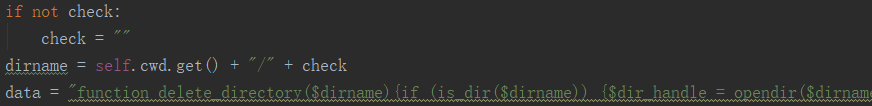 if not check:
    check = ""
dirname = self.cwd.get() + "/" + check
data = "function delete_directory($dirname){if (is_dir($dirname)) {$dir_handle = opendir($dirname